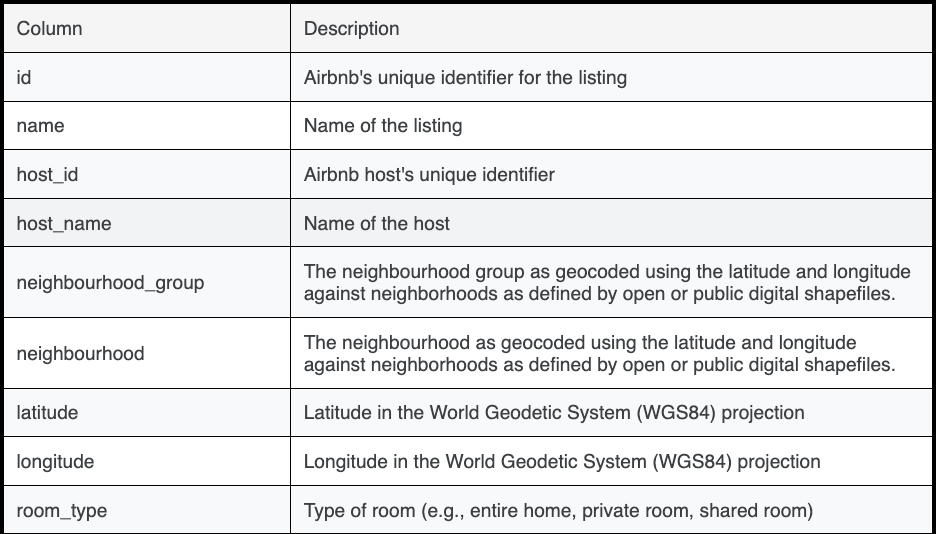 Column Description
id Airbnb's unique identifier for the listing
name Name of the listing
host_id Airbnb host's unique identifier
host_name Name of the host
neighbourhood_group The neighbourhood group as geocoded using the latitude and longitude
against neighborhoods as defined by open or public digital shapefiles.
neighbourhood The neighbourhood as geocoded using the latitude and longitude
against neighborhoods as defined by open or public digital shapefiles.
latitude Latitude in the World Geodetic System (WGS84) projection
longitude Longitude in the World Geodetic System (WGS84) projection
room_type Type of room (e.g., entire home, private room, shared room)